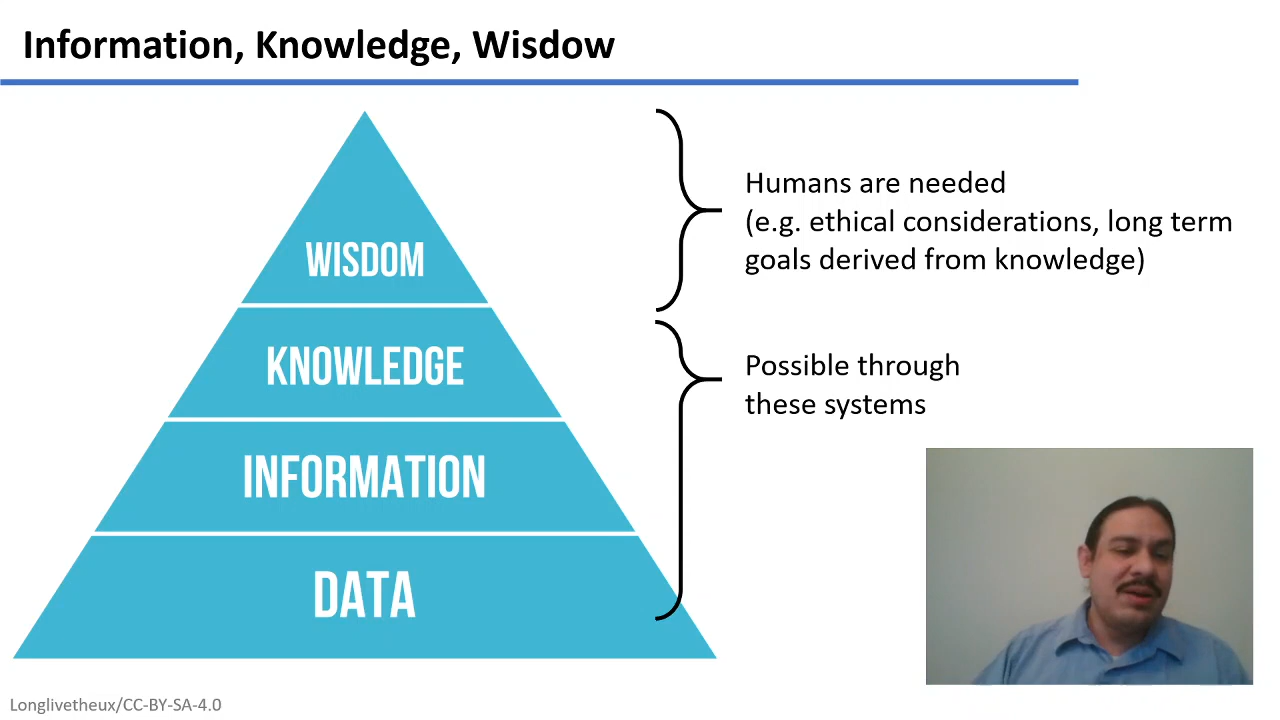 Information, Knowledge, Wisdow
WISDOM
KNOWLEDGE
INFORMATION
DATA
Humans are needed
(e.g. ethical considerations, long term
goals derived from knowledge)
Possible through
these systems
Longlivetheux/CC-BY-SA-4.0